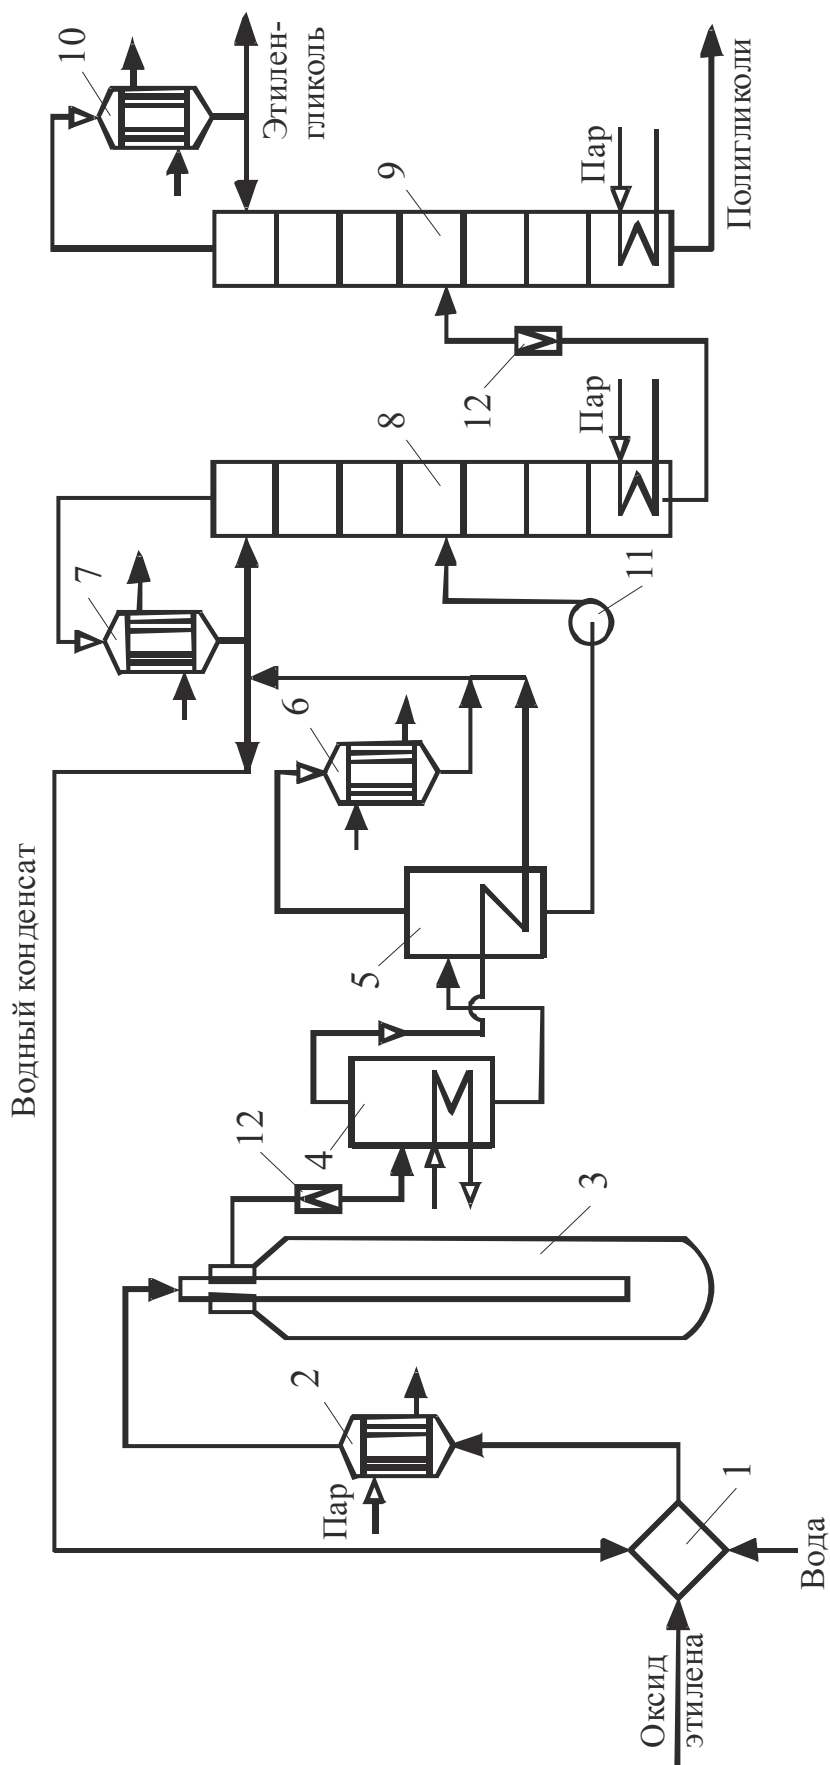 Оксид
этилена
Вода
1
Пар
2
3
12
4
5
Водный конденсат
6
7
11
8
Пар
12
9
Пар
10
Этилен-
гликоль
Полигликоли